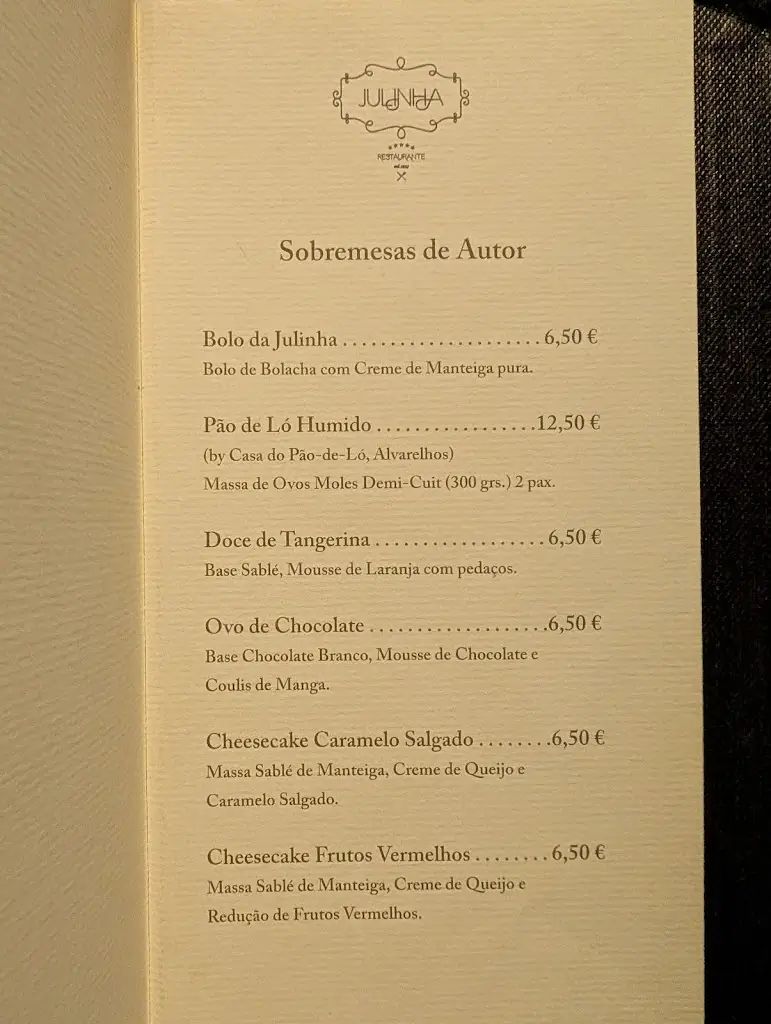 JULINHA
RESTAURANTE
Sobremesas de Autor
Bolo da Julinha.....................6,50 €
Bolo de Bolacha com Creme de Manteiga pura.
Pão de Ló Humido.................12,50 €
(by Casa do Pão-de-Ló, Alvarelhos)
Massa de Ovos Moles Demi-Cuit (300 grs.) 2 pax.
Doce de Tangerina..................6,50 €
Base Sablé, Mousse de Laranja com pedaços.
Ovo de Chocolate...................6,50 €
Base Chocolate Branco, Mousse de Chocolate e
Coulis de Manga.
Cheesecake Caramelo Salgado........6,50 €
Massa Sablé de Manteiga, Creme de Queijo e
Caramelo Salgado.
Cheesecake Frutos Vermelhos........6,50 €
Massa Sablé de Manteiga, Creme de Queijo e
Redução de Frutos Vermelhos.